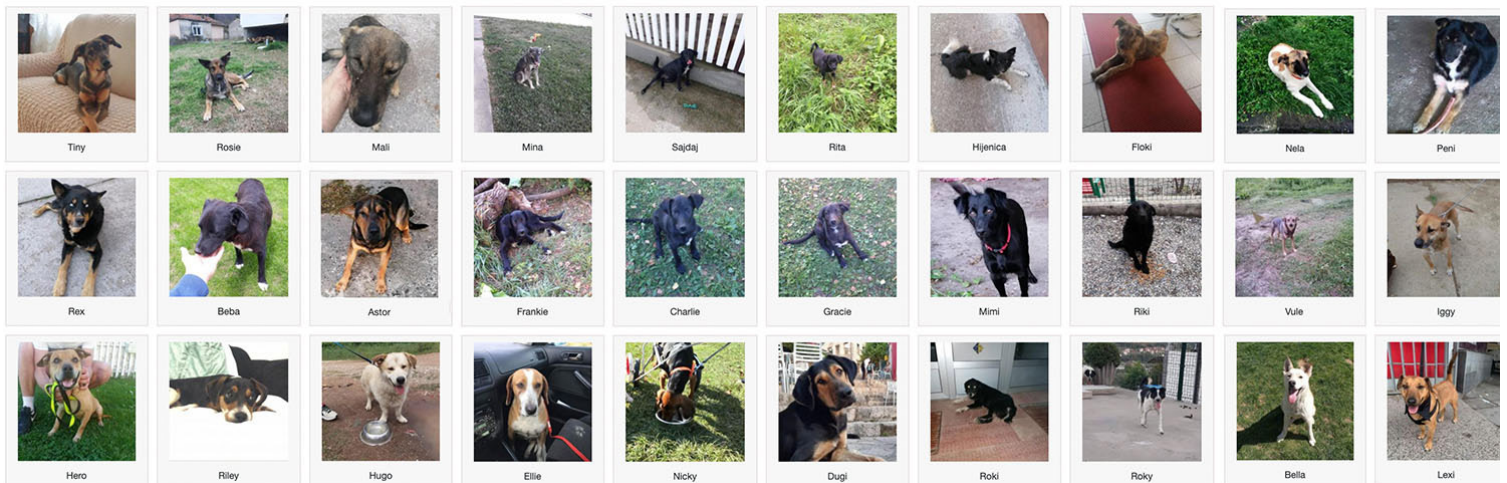 Tiny
Rosie
Mali
Mina
Sajdaj
Rita
Hijenica
Floki
Nela
Peni
Rex
Beba
Astor
Frankie
Charlie
Gracie
Mimi
Riki
Vule
Iggy
Hero
Riley
Hugo
Ellie
Nicky
Dugi
Roki
Roky
Bella
Lexi